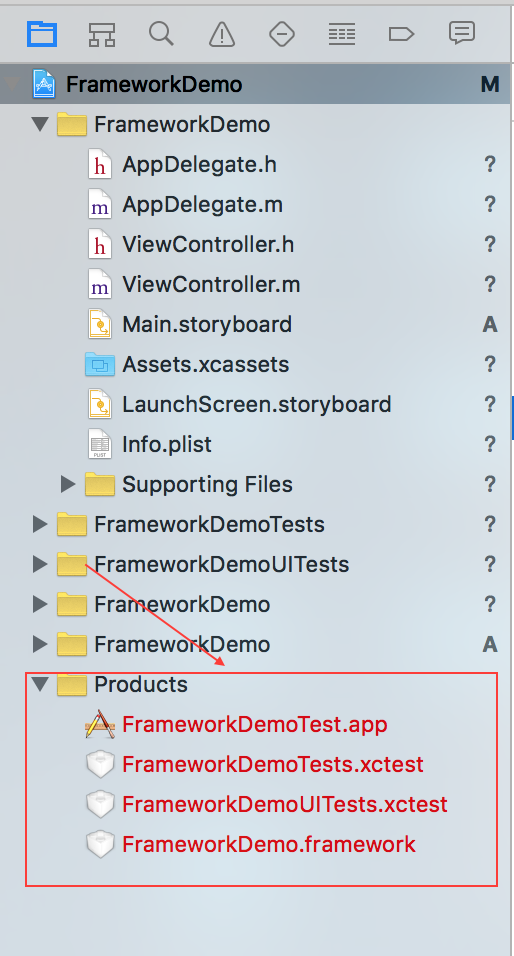 FrameworkDemo M
FrameworkDemo
h AppDelegate.h ?
m AppDelegate.m ?
h ViewController.h ?
m ViewController.m ?
Main.storyboard A
Assets.xcassets ?
LaunchScreen.storyboard ?
PLIST Info.plist ?
Supporting Files ?
FrameworkDemoTests ?
FrameworkDemoUITests ?
FrameworkDemo ?
FrameworkDemo A
Products
FrameworkDemoTest.app
FrameworkDemoTests.xctest
FrameworkDemoUITests.xctest
FrameworkDemo.framework